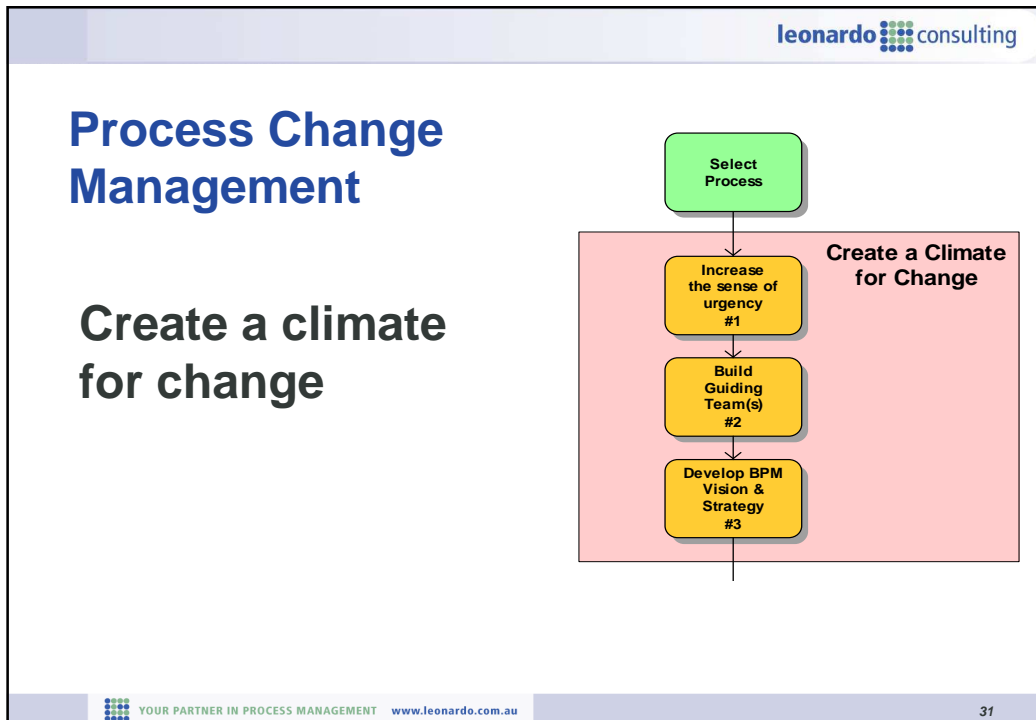 leonardo consulting
Process Change
Management
Create a climate
for change
Select
Process
Create a Climate
for Change
Increase
the sense of
urgency
#1
Build
Guiding
Team(s)
#2
Develop BPM
Vision &
Strategy
#3
YOUR PARTNER IN PROCESS MANAGEMENT www.leonardo.com.au
31